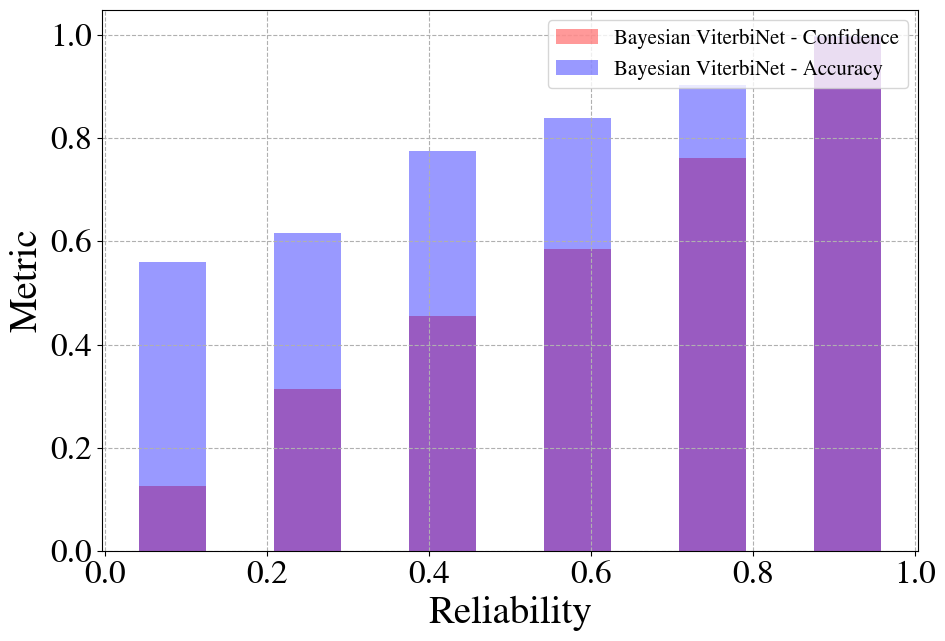 Bayesian ViterbiNet - Confidence
Bayesian ViterbiNet - Accuracy
1.0
0.8
0.6
0.4
0.2
0.0
Metric
0.0 0.2 0.4 0.6 0.8 1.0
Reliability